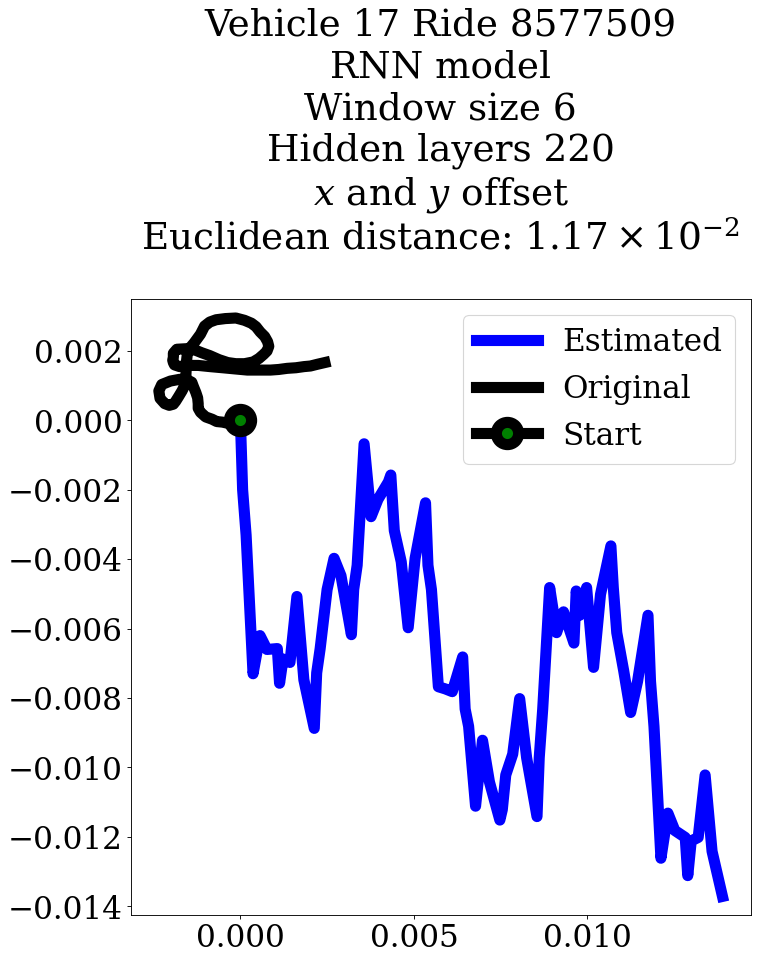 Vehicle 17 Ride 8577509
RNN model
Window size 6
Hidden layers 220
x and y offset
Euclidean distance: 1.17 × 10⁻²
Estimated
Original
Start
0.002
0.000
−0.002
−0.004
−0.006
−0.008
−0.010
−0.012
−0.014
0.000 0.005 0.010